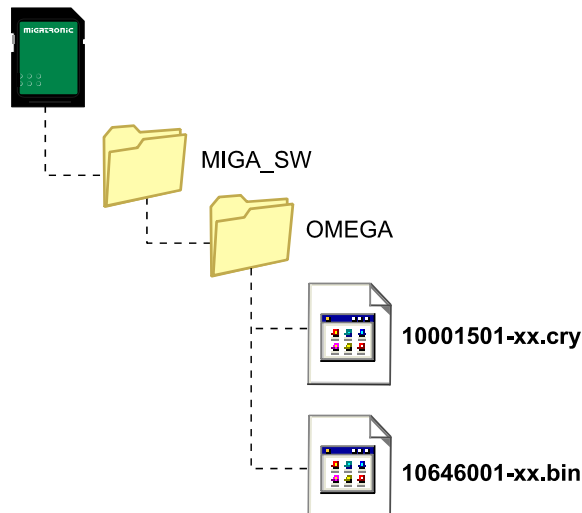 MIGATRONIC
MIGA_SW
OMEGA
10001501-xx.cry
10646001-xx.bin